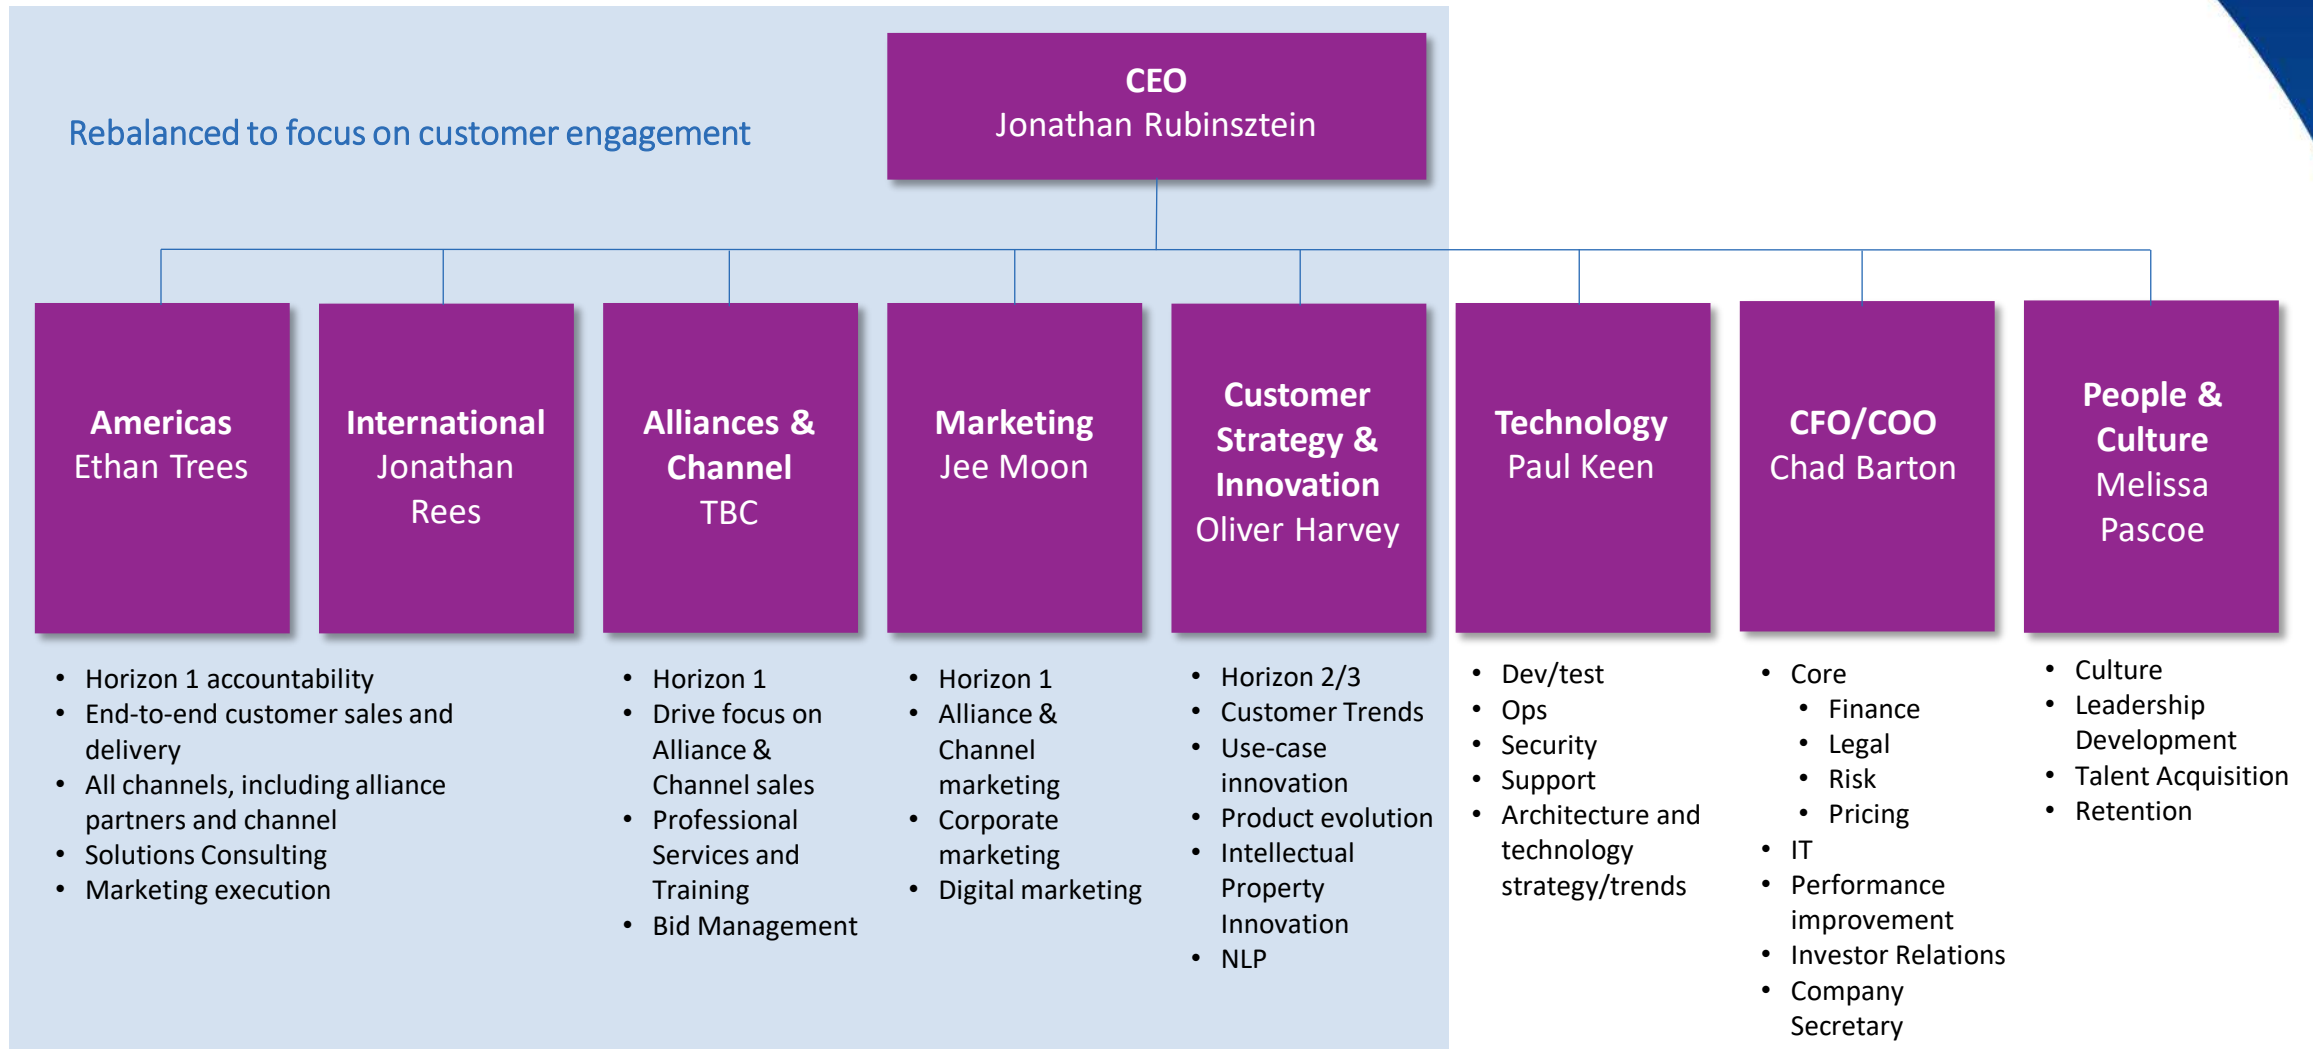 CEO
Jonathan Rubinsztein
Rebalanced to focus on customer engagement
Americas
Ethan Trees
International
Jonathan
Rees
Alliances &
Channel
TBC
Marketing
Jee Moon
Customer
Strategy &
Innovation
Oliver Harvey
Technology
Paul Keen
CFO/COO
Chad Barton
People &
Culture
Melissa
Pascoe
• Horizon 1 accountability
• End-to-end customer sales and
delivery
• All channels, including alliance
partners and channel
• Solutions Consulting
• Marketing execution
• Horizon 1
• Drive focus on
Alliance &
Channel sales
• Professional
Services and
Training
• Bid Management
• Horizon 1
• Alliance &
Channel
marketing
• Corporate
marketing
• Digital marketing
• Horizon 2/3
• Customer Trends
• Use-case
innovation
• Product evolution
• Intellectual
Property
Innovation
• NLP
• Dev/test
• Ops
• Security
• Support
• Architecture and
technology
strategy/trends
• Core
• Finance
• Legal
• Risk
• Pricing
• IT
• Performance
improvement
• Investor Relations
• Company
Secretary
• Culture
• Leadership
Development
• Talent Acquisition
• Retention